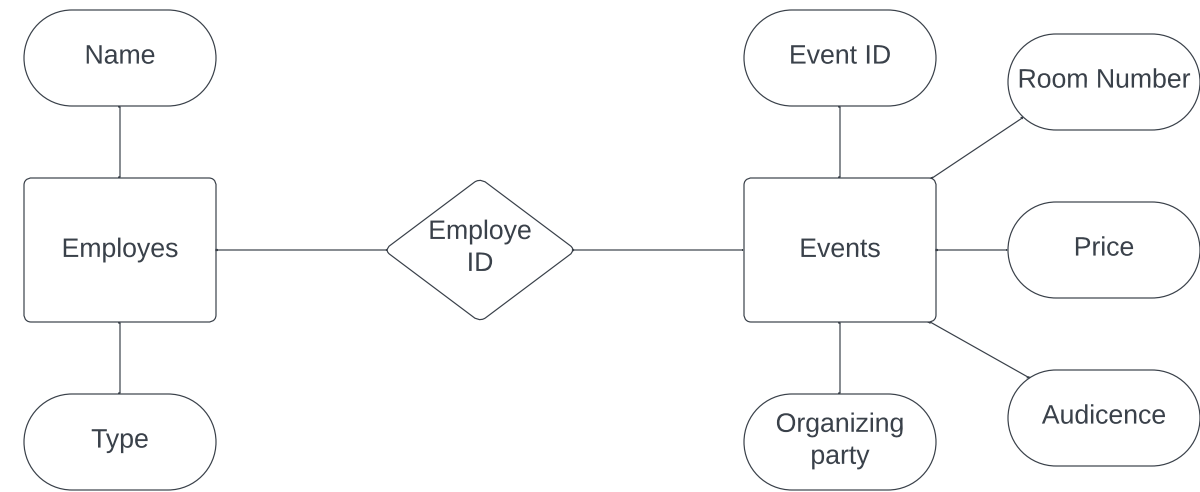 Name
Event ID
Room Number
Employes
Employe
ID
Events
Price
Type
Organizing
party
Audicence